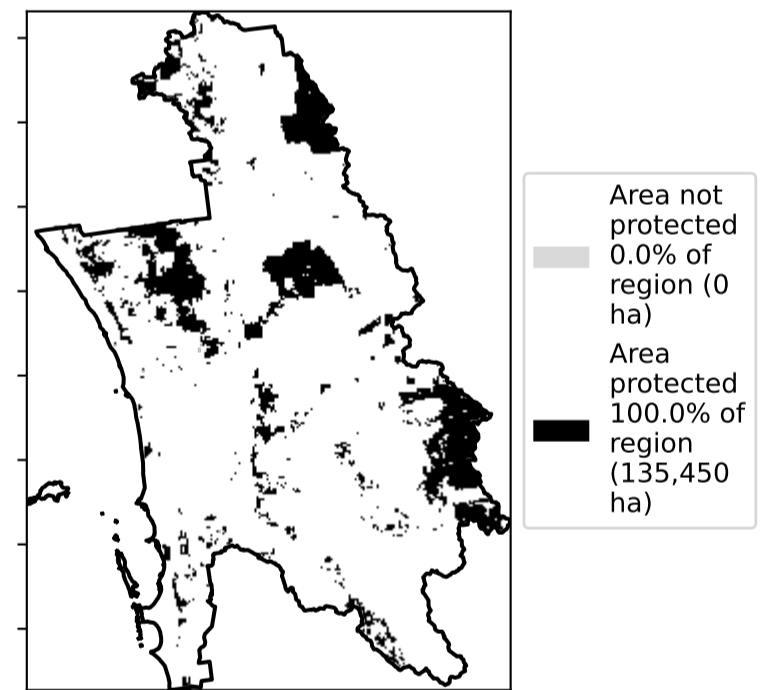 Area not
protected
0.0% of
region (0
ha)
Area
protected
100.0% of
region
(135,450
ha)